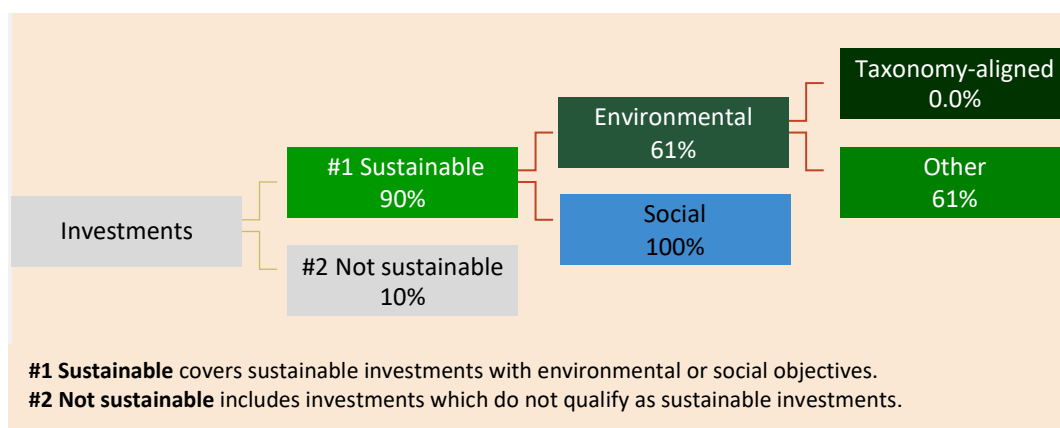 Investments
#1 Sustainable
90%
#2 Not sustainable
10%
Environmental
61%
Social
100%
Taxonomy-aligned
0.0%
Other
61%
#1 Sustainable covers sustainable investments with environmental or social objectives.
#2 Not sustainable includes investments which do not qualify as sustainable investments.